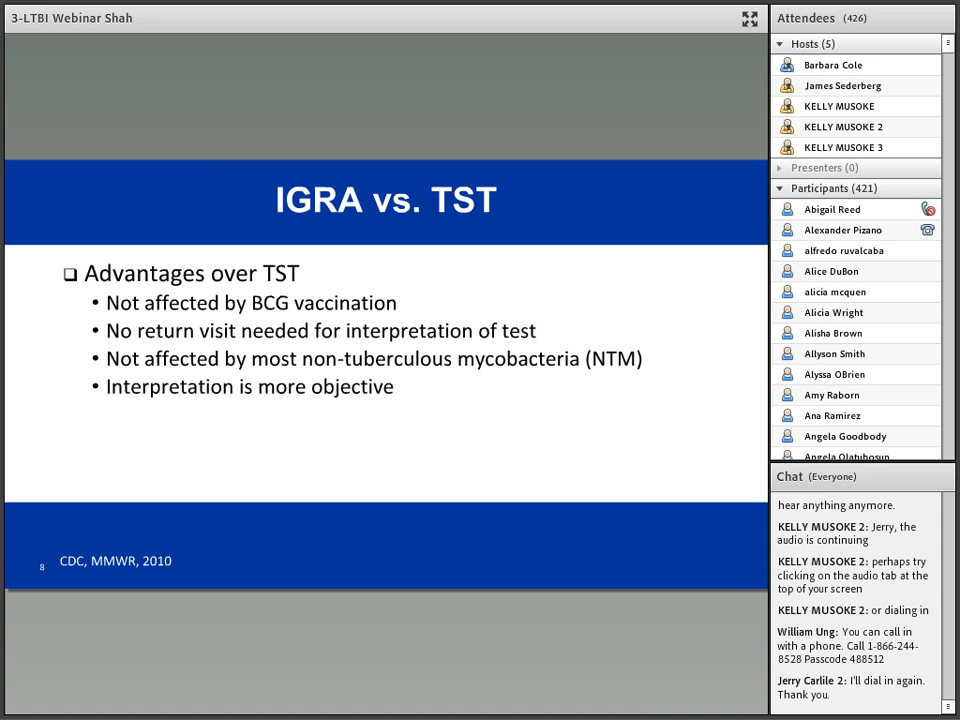 3-LTBI Webinar Shah
IGRA vs. TST
Advantages over TST
• Not affected by BCG vaccination
• No return visit needed for interpretation of test
• Not affected by most non-tuberculous mycobacteria (NTM)
• Interpretation is more objective
8 CDC, MMWR, 2010
Attendees (426)
Hosts (5)
Barbara Cole
James Sederberg
KELLY MUSOKE
KELLY MUSOKE 2
KELLY MUSOKE 3
Presenters (0)
Participants (421)
Abigail Reed
Alexander Pizano
alfredo ruvalcaba
Alice DuBon
alicia mcquen
Alicia Wright
Alisha Brown
Allyson Smith
Alyssa OBrien
Amy Raborn
Ana Ramirez
Angela Goodbody
Angela Olatubosun
Chat (Everyone)
hear anything anymore.
KELLY MUSOKE 2: Jerry, the
audio is continuing
KELLY MUSOKE 2: perhaps try
clicking on the audio tab at the
top of your screen
KELLY MUSOKE 2: or dialing in
William Ung: You can call in
with a phone. Call 1-866-244-
8528 Passcode 488512
Jerry Carlile 2: I'll dial in again.
Thank you.